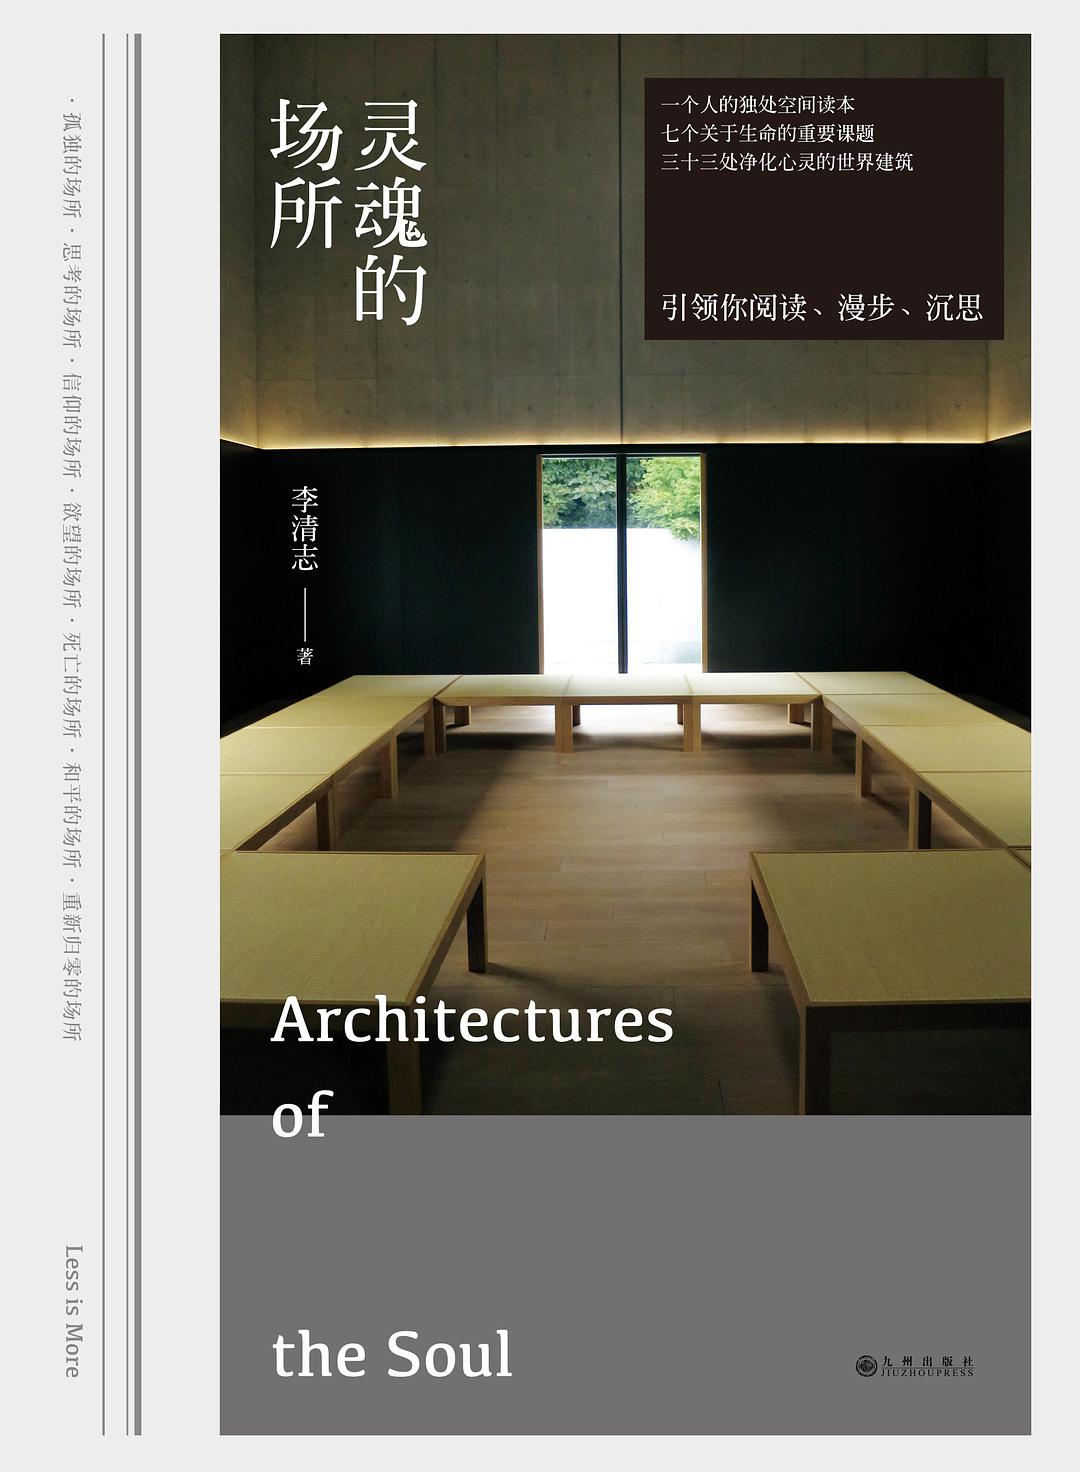 灵魂的
场所
一个人的独处空间读本
七个关于生命的重要课题
三十三处净化心灵的世界建筑
引领你阅读、漫步、沉思
李清志——著
Architectures
of
the Soul
九州出版社
JIUZHOUPRESS
·孤独的场所·思考的场所·信仰的场所·欲望的场所·死亡的场所·和平的场所·重新归零的场所
Less is More